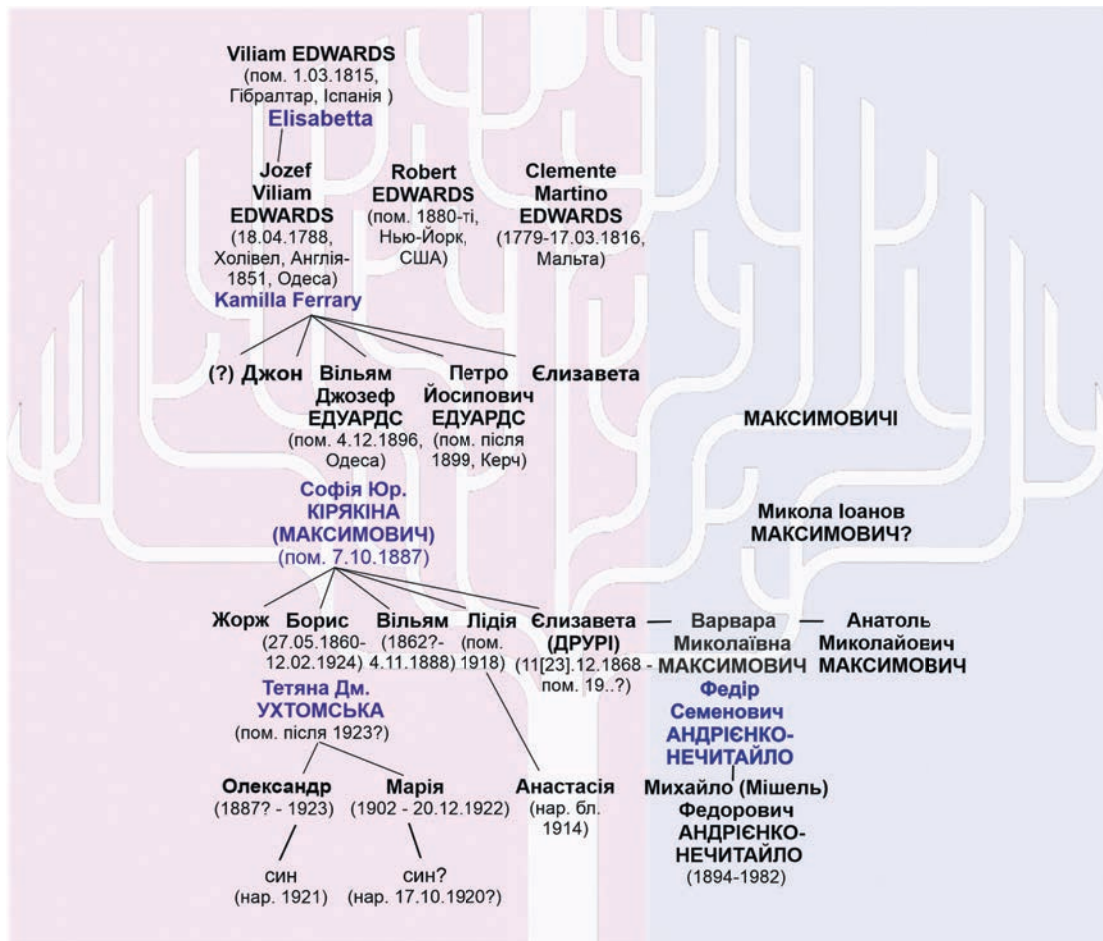 Viliam EDWARDS
(пом. 1.03.1815,
Гібралтар, Іспанія )
Elisabetta
Jozef
Viliam
EDWARDS
(18.04.1788,
Холівел, Англія-
1851, Одеса)
Kamilla Ferrary
Robert
EDWARDS
(пом. 1880-ті,
Нью-Йорк,
США)
Clemente
Martino
EDWARDS
(1779-17.03.1816,
Мальта)
(?) Джон
Вільям
Джозеф
ЕДУАРДС
(пом. 4.12.1896,
Одеса)
Петро
Йосипович
ЕДУАРДС
(пом. після
1899, Керч)
Єлизавета
МАКСИМОВИЧІ
Софія Юр.
КІРЯКІНА
(МАКСИМОВИЧ)
(пом. 7.10.1887)
Микола Іоанов
МАКСИМОВИЧ?
Жорж
Борис
(27.05.1860-
12.02.1924)
Тетяна Дм.
УХТОМСЬКА
(пом. після 1923?)
Вільям
(1862?-
4.11.1888)
Лідія
(пом.
1918)
Єлизавета
(ДРУРІ)
(11[23].12.1868 -
пом. 19..?)
Варвара
Миколаївна
МАКСИМОВИЧ
Федір
Семенович
АНДРІЄНКО-
НЕЧИТАЙЛО
Анатоль
Миколайович
МАКСИМОВИЧ
Олександр
(1887? - 1923)
Марія
(1902 - 20.12.1922)
Анастасія
(нар. бл.
1914)
Михайло (Мішель)
Федорович
АНДРІЄНКО-
НЕЧИТАЙЛО
(1894-1982)
син
(нар. 1921)
син?
(нар. 17.10.1920?)